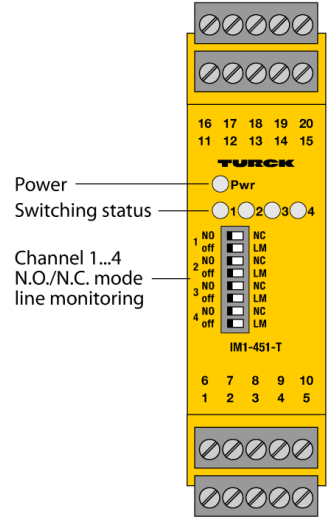 16 17 18 19 20
11 12 13 14 15
TURCK
Power
Pwr
Switching status
1 2 3 4
Channel 1...4
N.O./N.C. mode
line monitoring
1 NO NC
off LM
2 NO NC
off LM
3 NO NC
off LM
4 NO NC
off LM
IM1-451-T
6 7 8 9 10
1 2 3 4 5